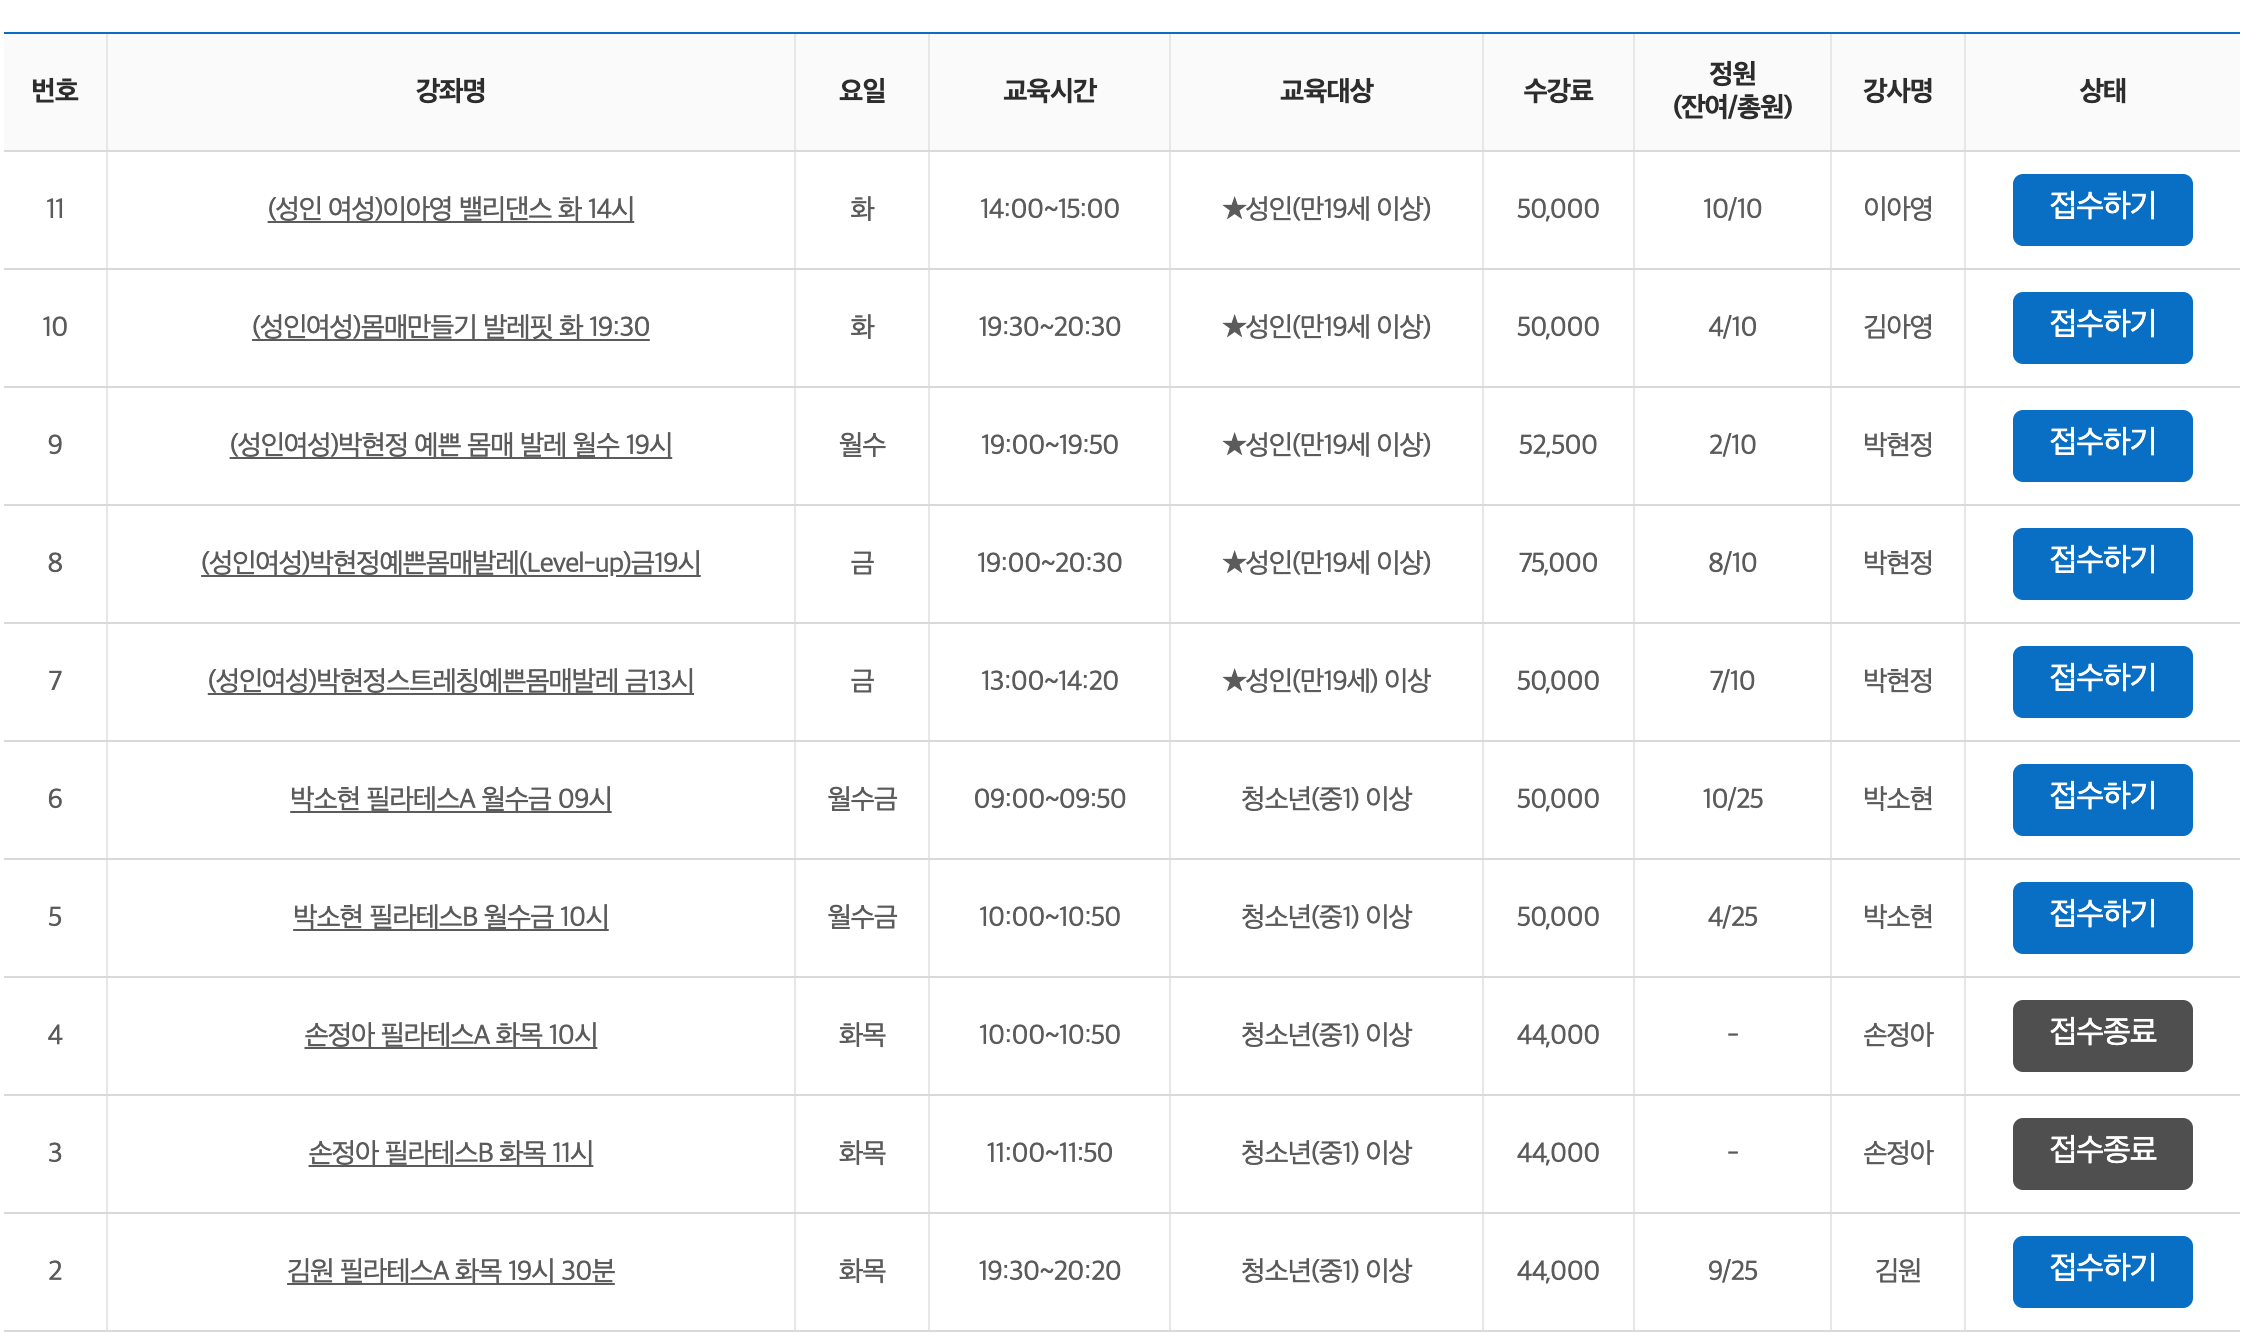 번호 강좌명 요일 교육시간 교육대상 수강료 정원 강사명 상태
(잔여/총원)
11 (성인 여성)이아영 밸리댄스 화 14시 화 14:00~15:00 ★성인(만19세 이상) 50,000 10/10 이아영 접수하기
10 (성인여성)몸매만들기 발레핏 화 19:30 화 19:30~20:30 ★성인(만19세 이상) 50,000 4/10 김아영 접수하기
9 (성인여성)박현정 예쁜 몸매 발레 월수 19시 월수 19:00~19:50 ★성인(만19세 이상) 52,500 2/10 박현정 접수하기
8 (성인여성)박현정예쁜몸매발레(Level-up)금19시 금 19:00~20:30 ★성인(만19세 이상) 75,000 8/10 박현정 접수하기
7 (성인여성)박현정스트레칭예쁜몸매발레 금13시 금 13:00~14:20 ★성인(만19세) 이상 50,000 7/10 박현정 접수하기
6 박소현 필라테스A 월수금 09시 월수금 09:00~09:50 청소년(중1) 이상 50,000 10/25 박소현 접수하기
5 박소현 필라테스B 월수금 10시 월수금 10:00~10:50 청소년(중1) 이상 50,000 4/25 박소현 접수하기
4 손정아 필라테스A 화목 10시 화목 10:00~10:50 청소년(중1) 이상 44,000 - 손정아 접수종료
3 손정아 필라테스B 화목 11시 화목 11:00~11:50 청소년(중1) 이상 44,000 - 손정아 접수종료
2 김원 필라테스A 화목 19시 30분 화목 19:30~20:20 청소년(중1) 이상 44,000 9/25 김원 접수하기